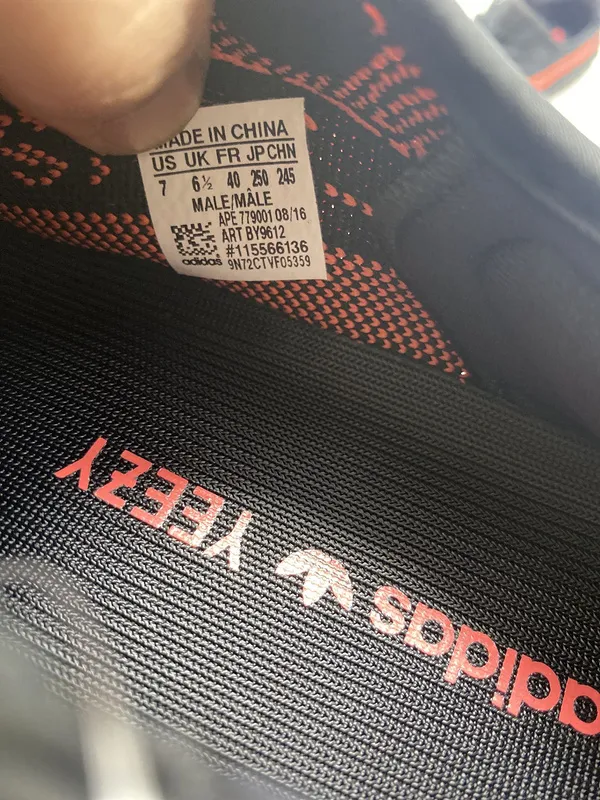 MADE IN CHINA
US UK FR JP CHN
7 6½ 40 250 245
MALE/MÂLE
APE 779001 08/16
ART BY9612
#115566136
adidas 9N72CTVF05359
adidas YEEZY